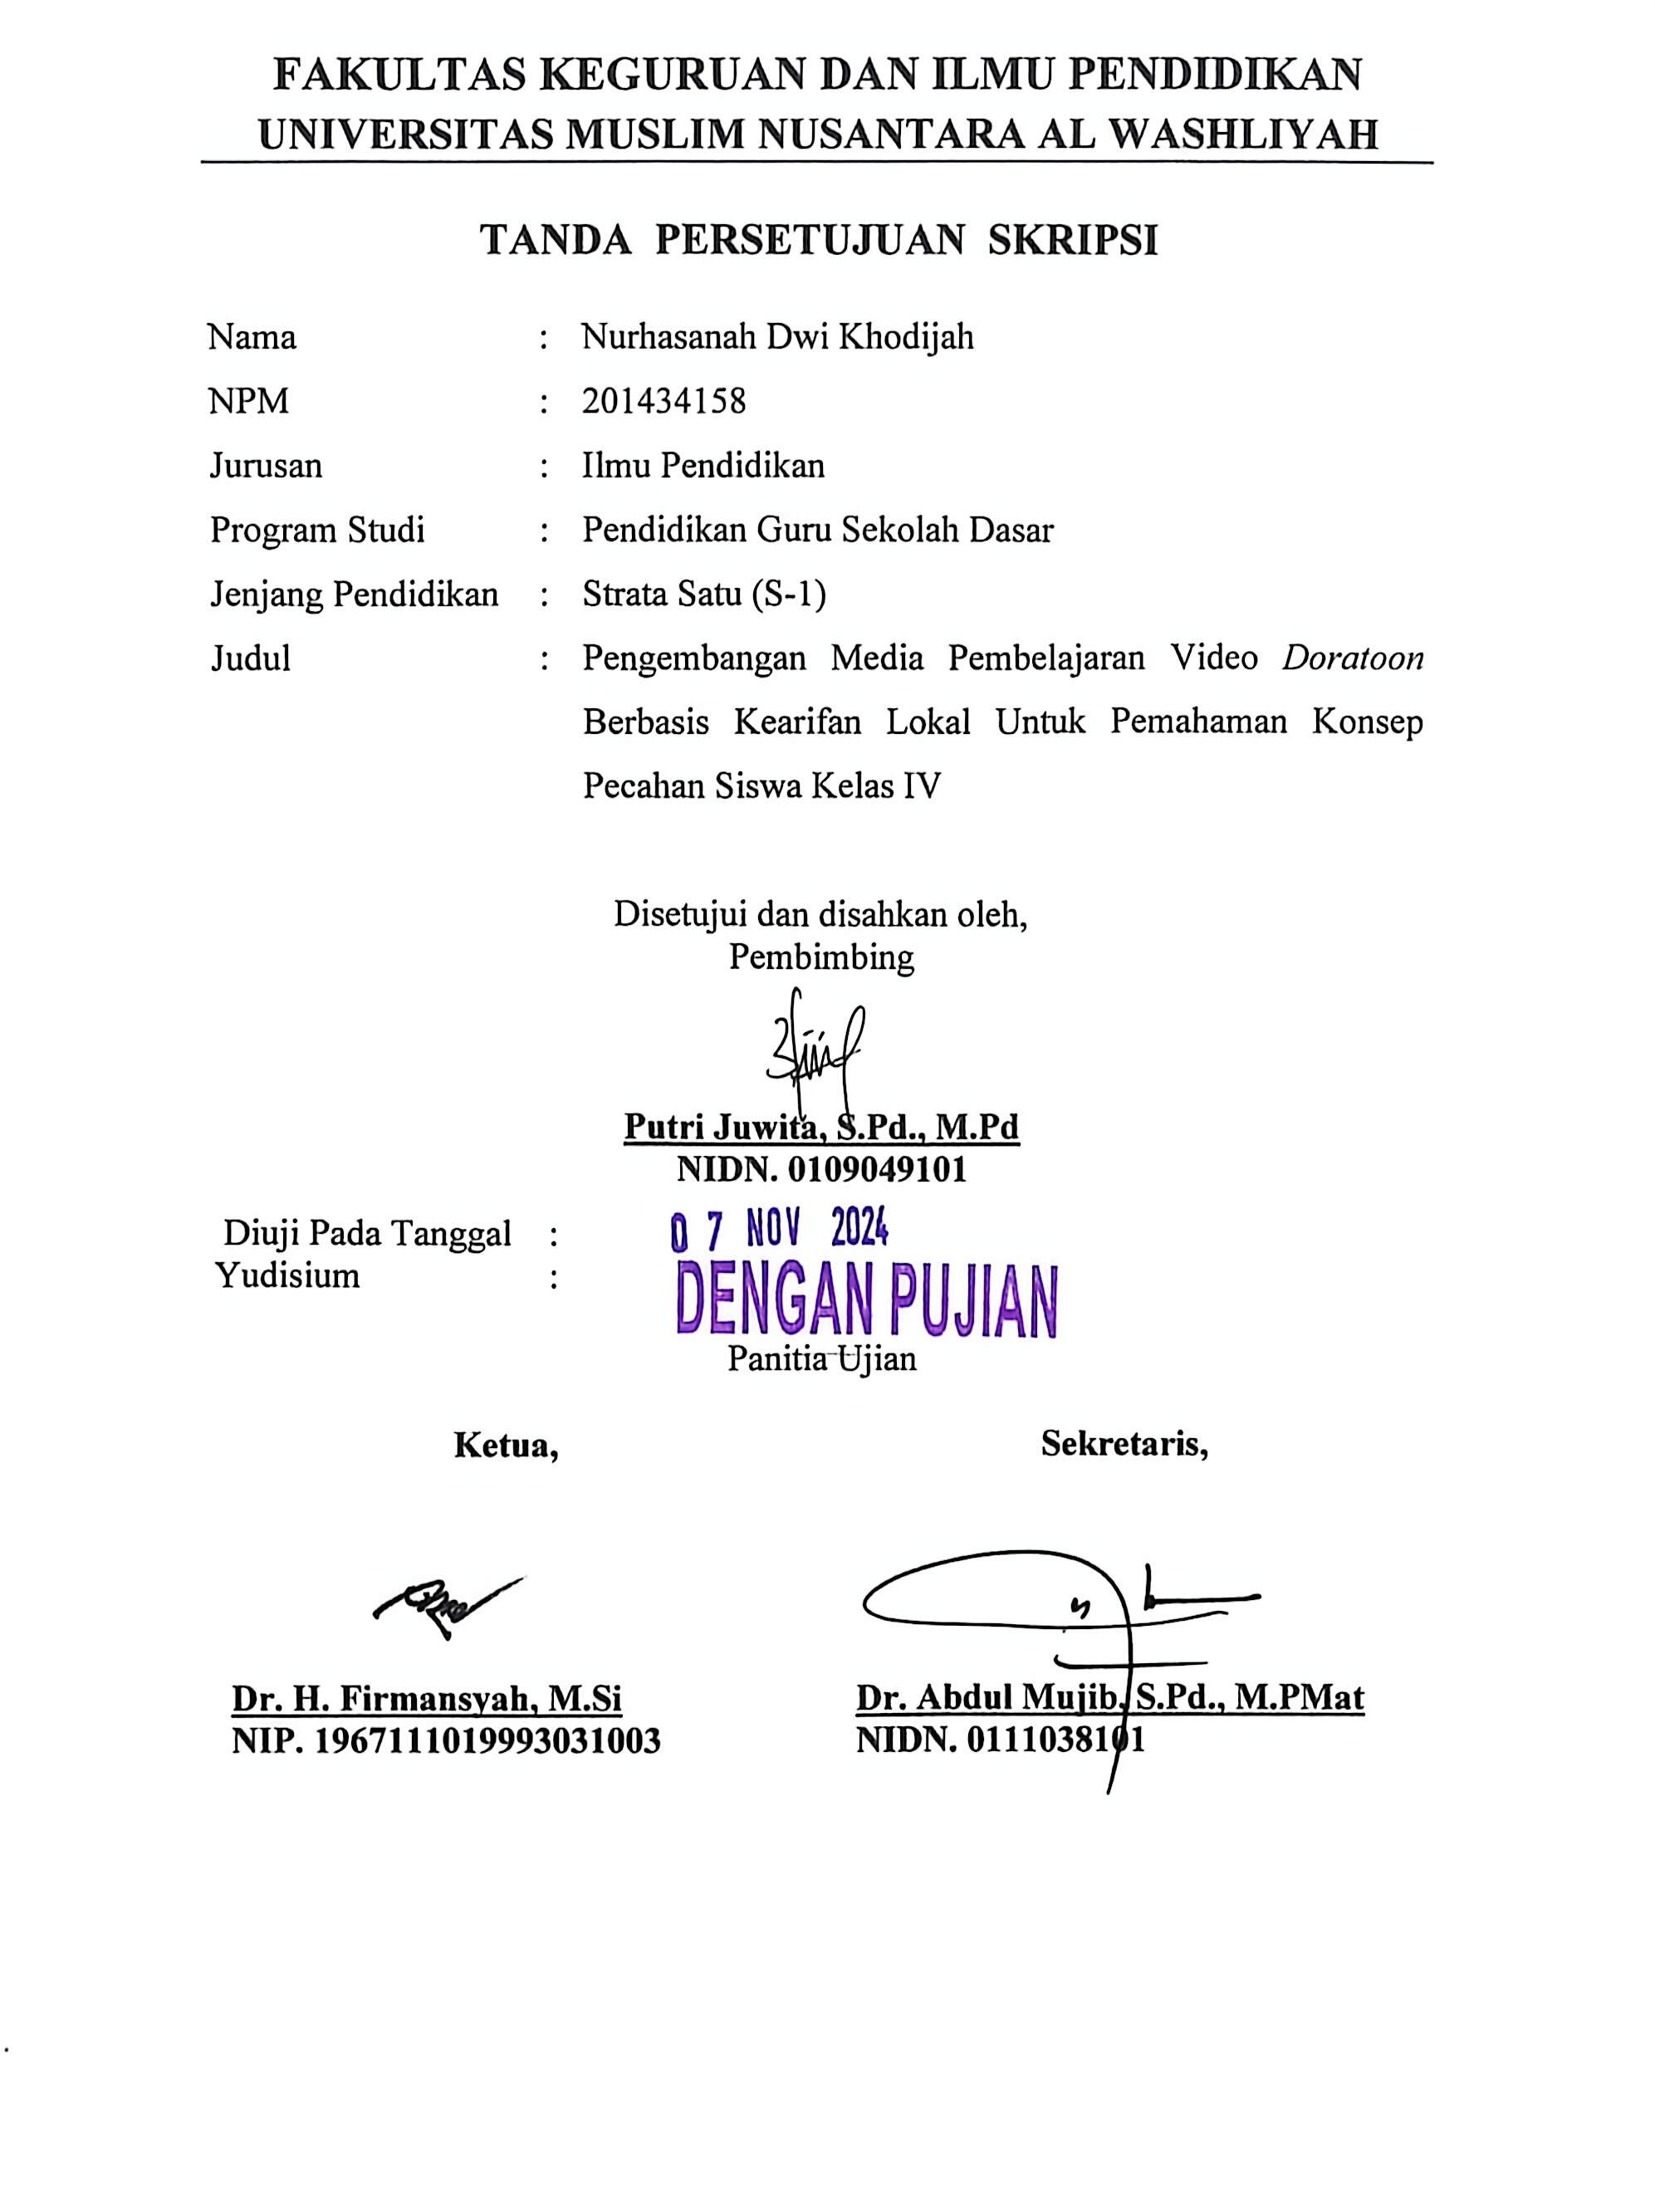 FAKULTAS KEGURUAN DAN ILMU PENDIDIKAN
UNIVERSITAS MUSLIM NUSANTARA AL WASHLIYAH
TANDA PERSETUJUAN SKRIPSI
Nama : Nurhasanah Dwi Khodijah
NPM : 201434158
Jurusan : Ilmu Pendidikan
Program Studi : Pendidikan Guru Sekolah Dasar
Jenjang Pendidikan : Strata Satu (S-1)
Judul : Pengembangan Media Pembelajaran Video Doratoon
Berbasis Kearifan Lokal Untuk Pemahaman Konsep
Pecahan Siswa Kelas IV
Disetujui dan disahkan oleh,
Pembimbing
Putri Juwita, S.Pd., M.Pd
NIDN. 0109049101
Diuji Pada Tanggal : 07 NOV 2024
Yudisium : DENGAN PUJIAN
Panitia Ujian
Ketua, Sekretaris,
Dr. H. Firmansyah, M.Si Dr. Abdul Mujib, S.Pd., M.PMat
NIP. 1967111019993031003 NIDN. 0111038101